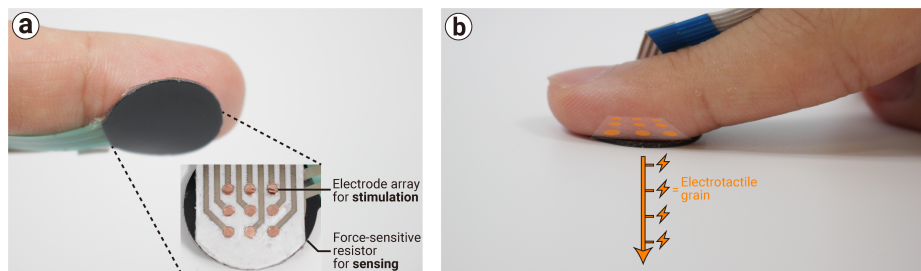 a
Electrode array
for stimulation
Force-sensitive
resistor
for sensing
b
= Electrotactile
grain